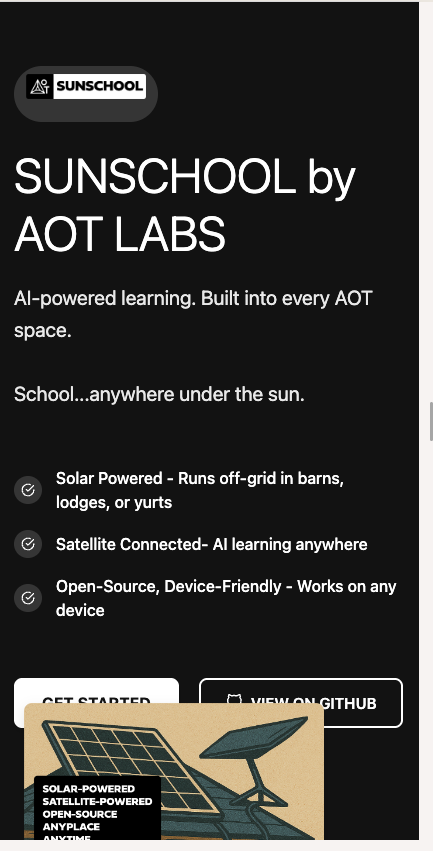 SUNSCHOOL
SUNSCHOOL by
AOT LABS
AI-powered learning. Built into every AOT
space.
School...anywhere under the sun.
Solar Powered - Runs off-grid in barns,
lodges, or yurts
Satellite Connected- AI learning anywhere
Open-Source, Device-Friendly - Works on any
device
GET STARTED
VIEW ON GITHUB
SOLAR-POWERED
SATELLITE-POWERED
OPEN-SOURCE
ANYPLACE
ANYTIME